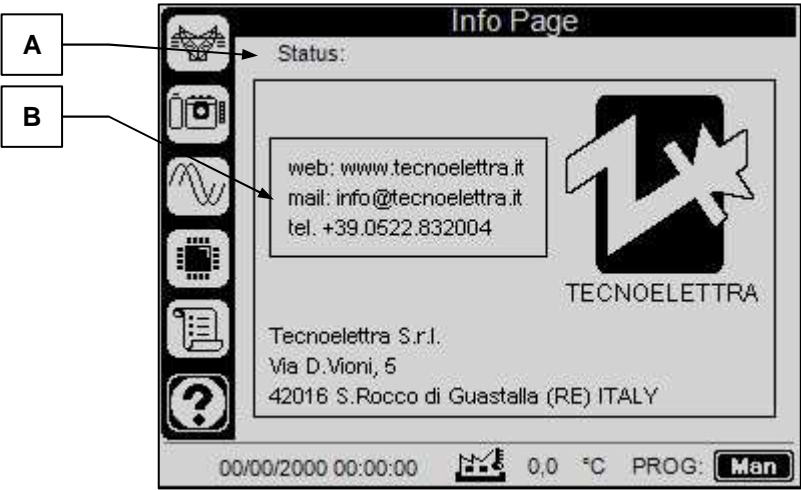 Info Page
A
Status:
B
web: www.tecnoelettra.it
mail: info@tecnoelettra.it
tel. +39.0522.832004
TECNOELETTRA
Tecnoelettra S.r.l.
Via D.Vioni, 5
42016 S.Rocco di Guastalla (RE) ITALY
?
00/00/2000 00:00:00 0,0 °C PROG: Man